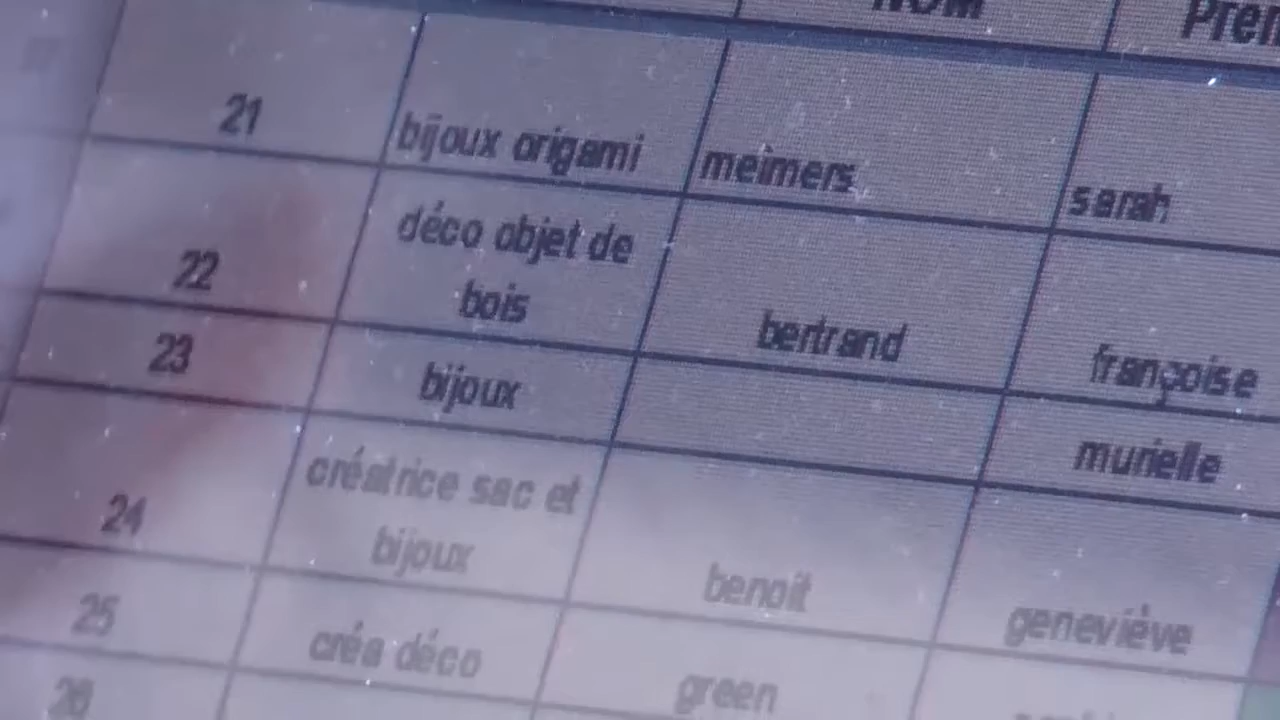 NOM
21 bijoux origami meimers sarah
déco objet de
22 bois bertrand françoise
23 bijoux murielle
créatrice sac et
24 bijoux benoit geneviève
25 créa déco green
26